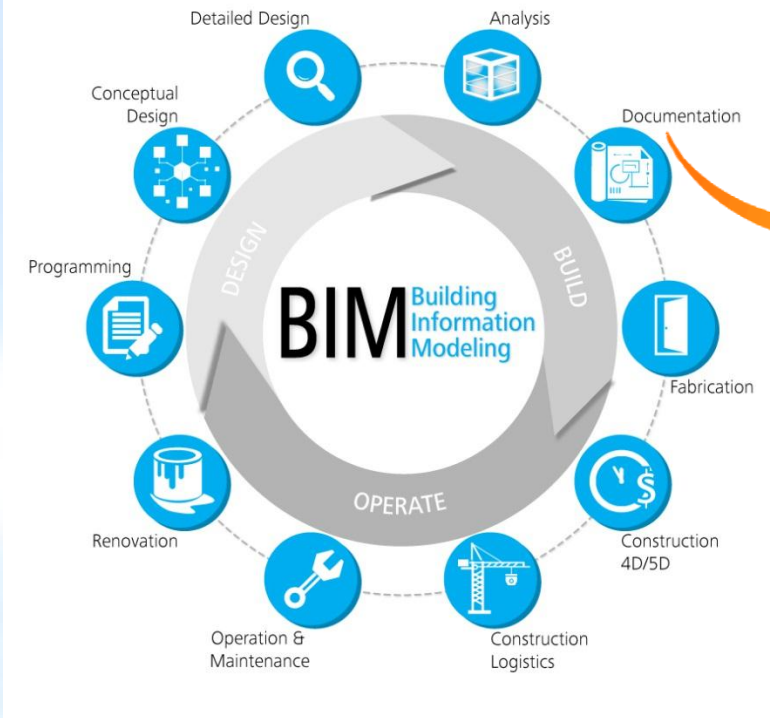 Detailed Design
Analysis
Conceptual
Design
Documentation
DESIGN
BUILD
Programming
BIM
Building
Information
Modeling
Fabrication
OPERATE
Renovation
Construction
4D/5D
Operation &
Maintenance
Construction
Logistics
$